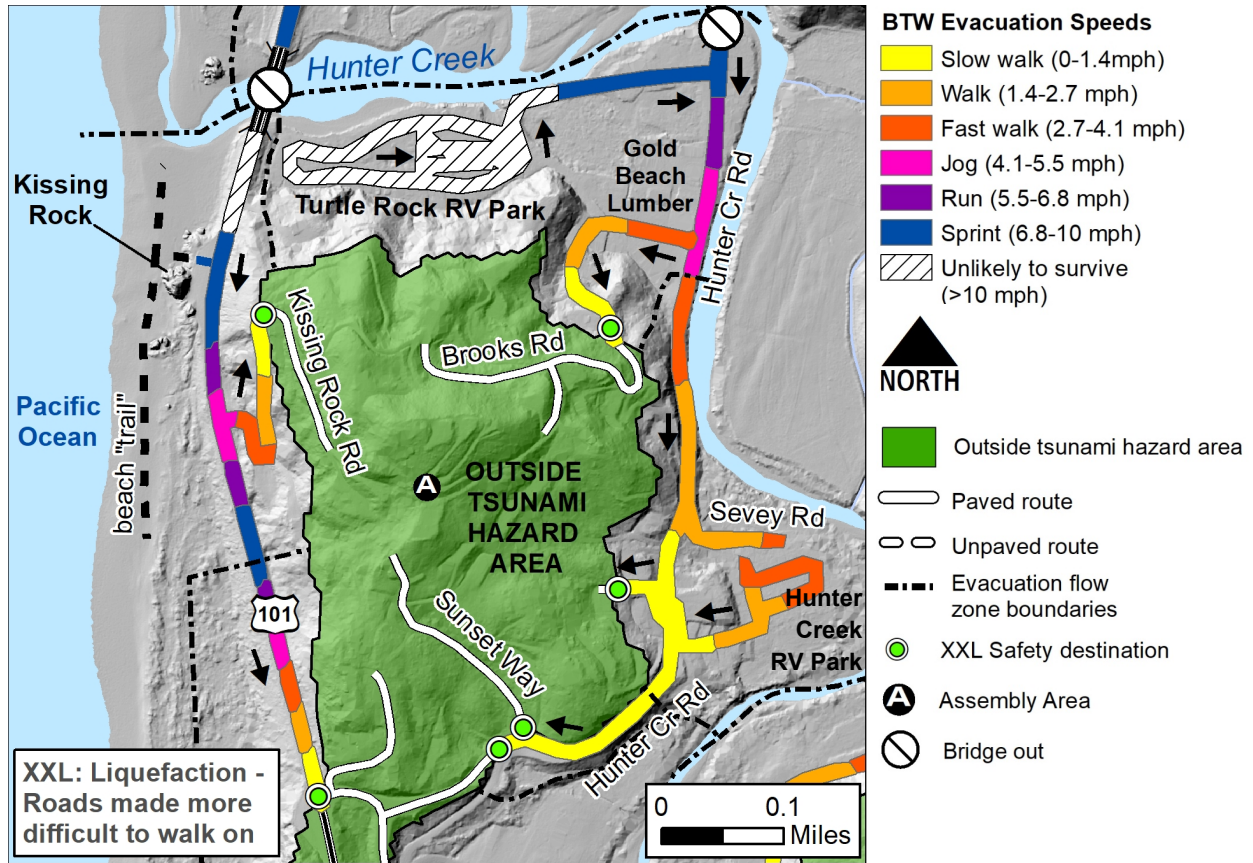 Hunter Creek
Kissing
Rock
Turtle Rock RV Park
Gold
Beach
Lumber
Hunter Cr Rd
Pacific
Ocean
beach "trail"
Kissing Rock Rd
Brooks Rd
A
OUTSIDE
TSUNAMI
HAZARD
AREA
Sevey Rd
101
Sunset Way
Hunter
Creek
RV Park
Hunter Cr Rd
XXL: Liquefaction -
Roads made more
difficult to walk on
0 0.1
Miles
BTW Evacuation Speeds
Slow walk (0-1.4mph)
Walk (1.4-2.7 mph)
Fast walk (2.7-4.1 mph)
Jog (4.1-5.5 mph)
Run (5.5-6.8 mph)
Sprint (6.8-10 mph)
Unlikely to survive
(>10 mph)
NORTH
Outside tsunami hazard area
Paved route
Unpaved route
Evacuation flow
zone boundaries
XXL Safety destination
A Assembly Area
Bridge out